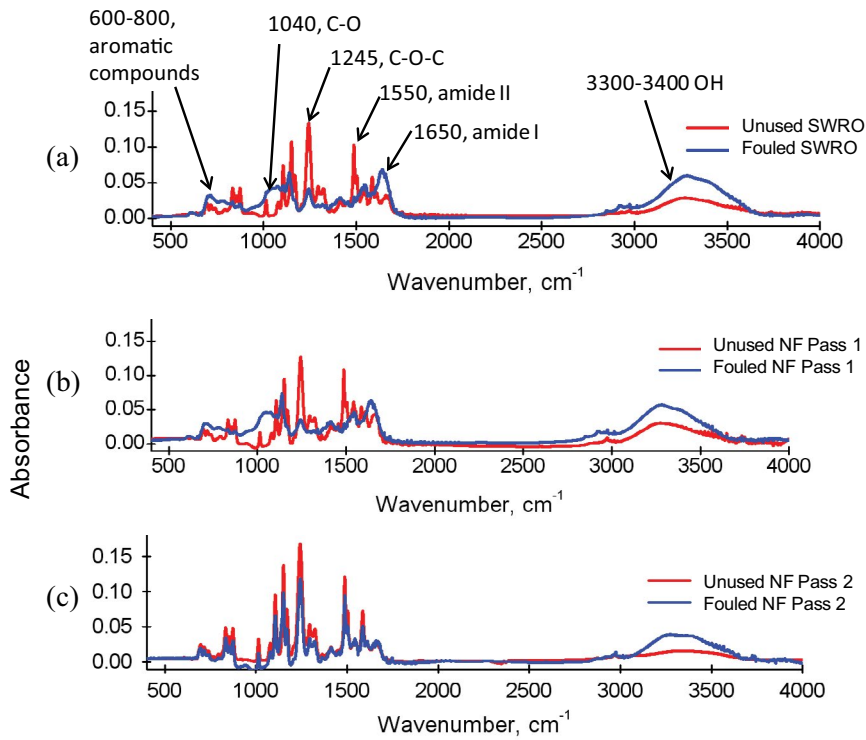 600-800,
aromatic
compounds
1040, C-O
1245, C-O-C
1550, amide II
1650, amide I
3300-3400 OH
(a)
Unused SWRO
Fouled SWRO
0.15
0.10
0.05
0.00
500 1000 1500 2000 2500 3000 3500 4000
Wavenumber, cm-1
Absorbance
(b)
Unused NF Pass 1
Fouled NF Pass 1
0.15
0.10
0.05
0.00
500 1000 1500 2000 2500 3000 3500 4000
Wavenumber, cm-1
(c)
Unused NF Pass 2
Fouled NF Pass 2
0.15
0.10
0.05
0.00
500 1000 1500 2000 2500 3000 3500 4000
Wavenumber, cm-1